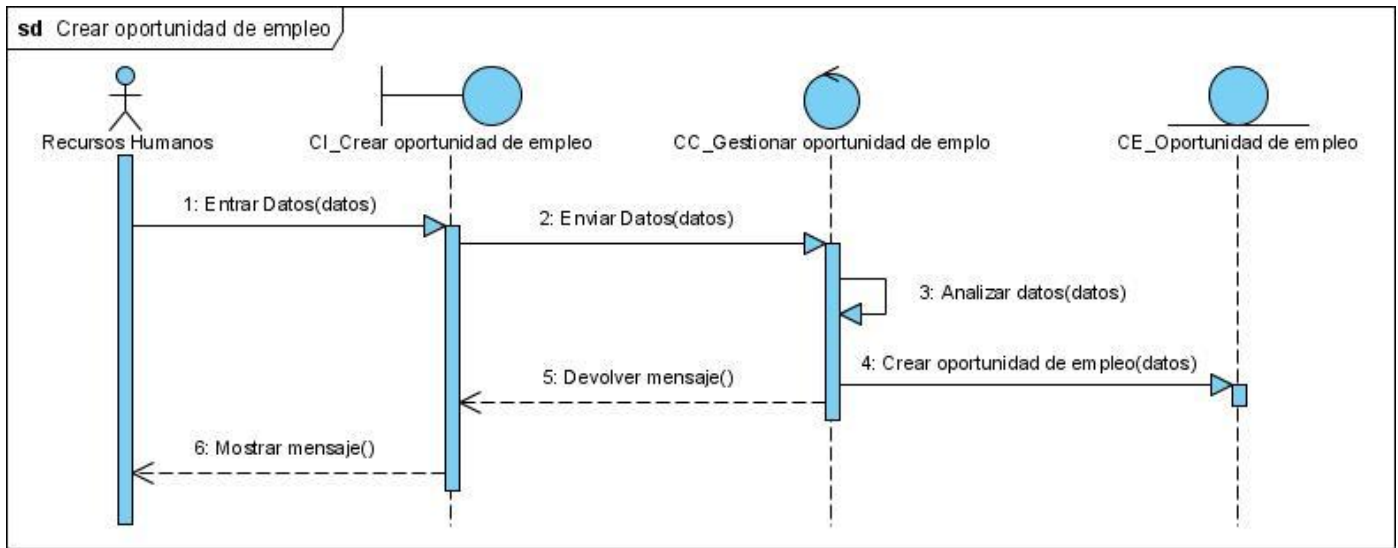 sd Crear oportunidad de empleo
Recursos Humanos
CI_Crear oportunidad de empleo
CC_Gestionar oportunidad de emplo
CE_Oportunidad de empleo
1: Entrar Datos(datos)
2: Enviar Datos(datos)
3: Analizar datos(datos)
4: Crear oportunidad de empleo(datos)
5: Devolver mensaje()
6: Mostrar mensaje()